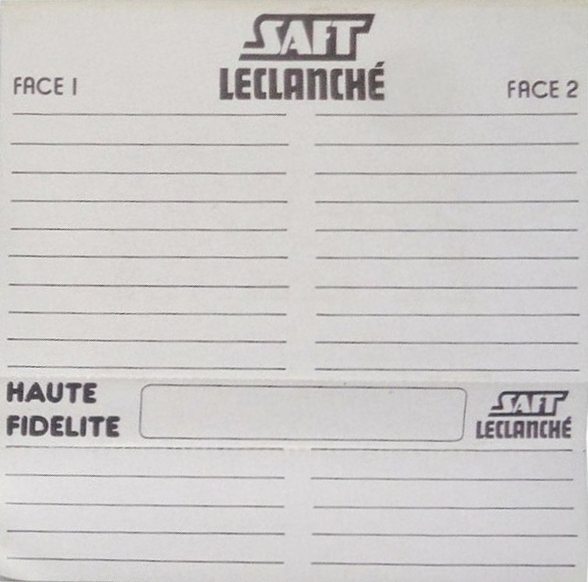 SAFT
LECLANCHÉ
FACE 1
FACE 2
HAUTE
FIDELITE
SAFT
LECLANCHÉ